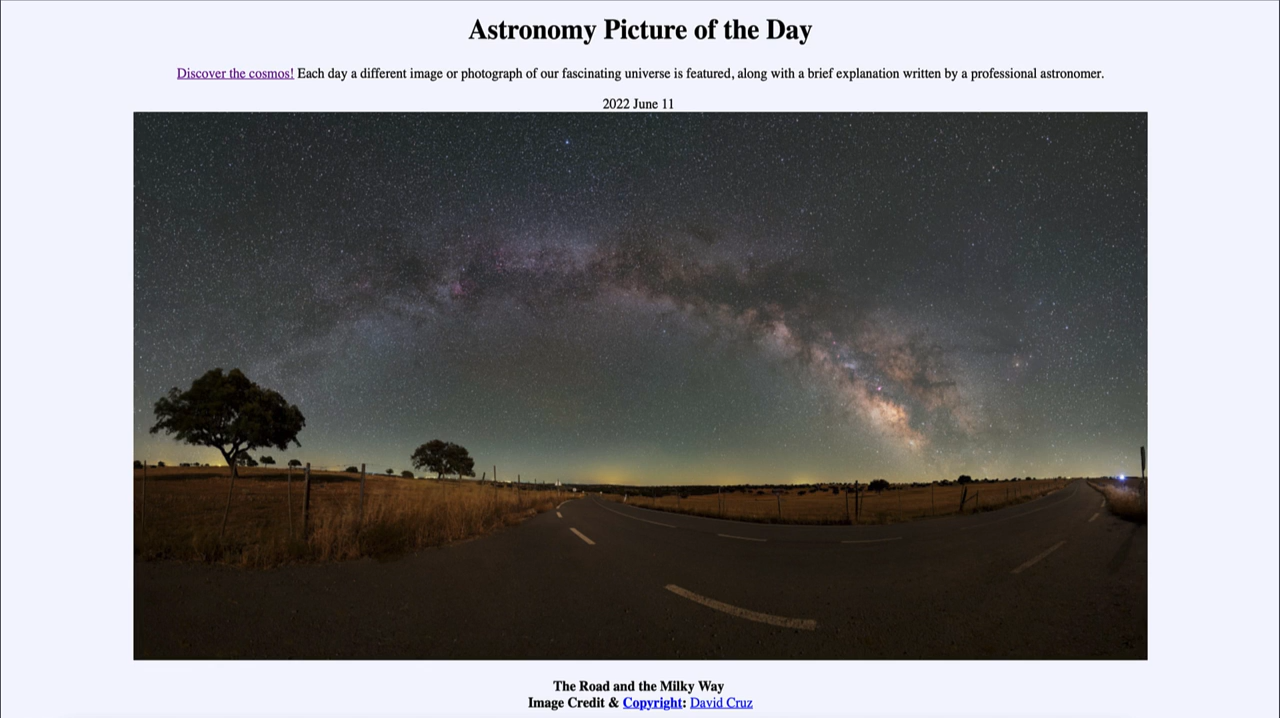 Astronomy Picture of the Day
Discover the cosmos! Each day a different image or photograph of our fascinating universe is featured, along with a brief explanation written by a professional astronomer.
2022 June 11
The Road and the Milky Way
Image Credit & Copyright: David Cruz